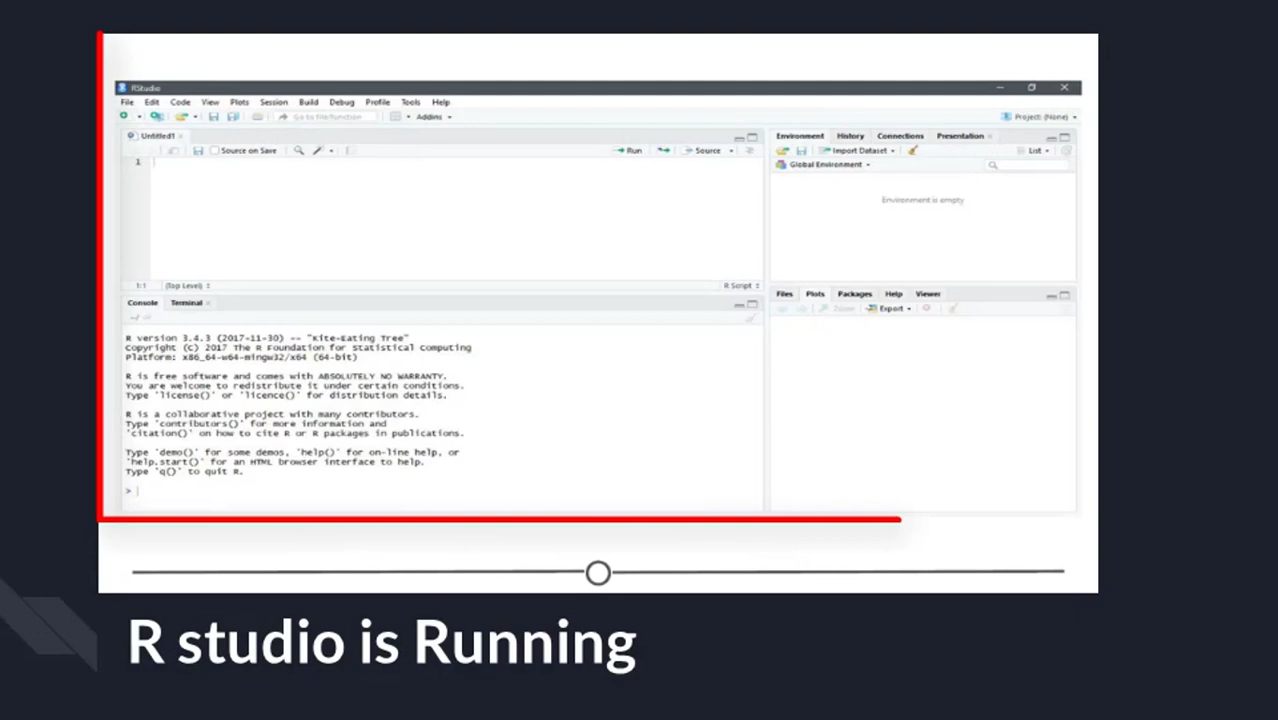 RStudio
File Edit Code View Plots Session Build Debug Profile Tools Help
Go to file/function Addins Project: (None)
Untitled1
Source on Save Run Source
1
1:1 (Top Level) R Script
Console Terminal
R version 3.4.3 (2017-11-30) -- "Kite-Eating Tree"
Copyright (C) 2017 The R Foundation for Statistical Computing
Platform: x86_64-w64-mingw32/x64 (64-bit)
R is free software and comes with ABSOLUTELY NO WARRANTY.
You are welcome to redistribute it under certain conditions.
Type 'license()' or 'licence()' for distribution details.
R is a collaborative project with many contributors.
Type 'contributors()' for more information and
'citation()' on how to cite R or R packages in publications.
Type 'demo()' for some demos, 'help()' for on-line help, or
'help.start()' for an HTML browser interface to help.
Type 'q()' to quit R.
>
Environment History Connections Presentation
Import Dataset List
Global Environment
Environment is empty
Files Plots Packages Help Viewer
Zoom Export
R studio is Running